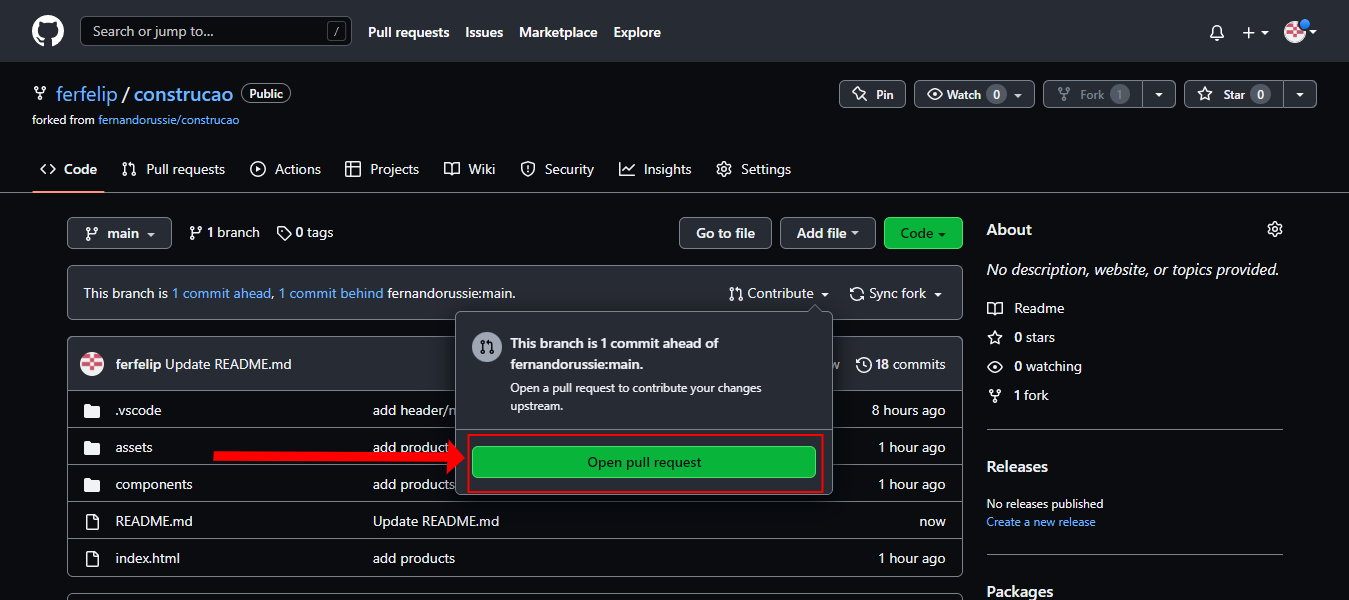 Search or jump to... /
Pull requests Issues Marketplace Explore
ferfelip / construcao Public
forked from fernandorussie/construcao
Pin Watch 0 Fork 1 Star 0
Code Pull requests Actions Projects Wiki Security Insights Settings
main 1 branch 0 tags Go to file Add file Code
This branch is 1 commit ahead, 1 commit behind fernandorussie:main. Contribute Sync fork
This branch is 1 commit ahead of
fernandorussie:main.
Open a pull request to contribute your changes
upstream.
Open pull request
ferfelip Update README.md 18 commits
.vscode add header/ 8 hours ago
assets add product 1 hour ago
components add products 1 hour ago
README.md Update README.md now
index.html add products 1 hour ago
About
No description, website, or topics provided.
Readme
0 stars
0 watching
1 fork
Releases
No releases published
Create a new release
Packages